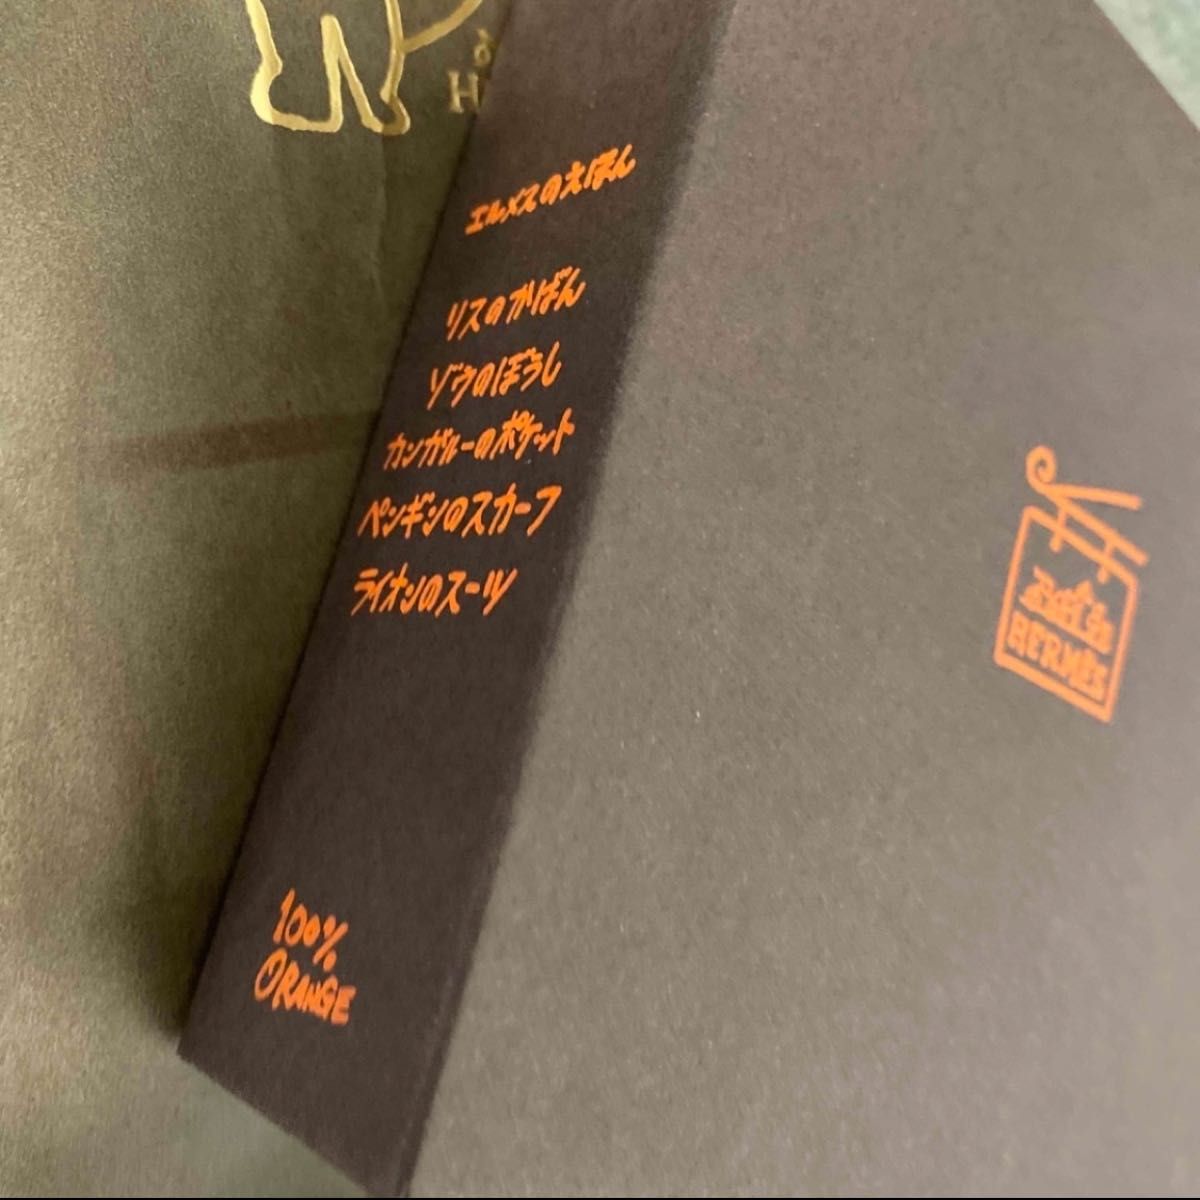 H
エルメスのえほん
リスのかばん
ゾウのぼうし
カンガルーのポケット
ペンギンのスカーフ
ライオンのスーツ
100%
ORANGE
HERMÈS